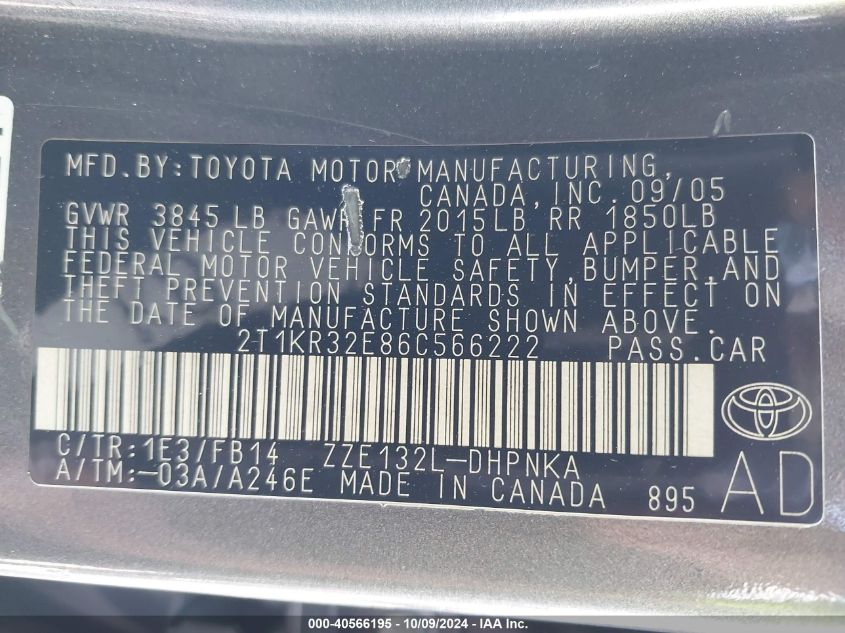 MFD.BY:TOYOTA MOTOR MANUFACTURING,
CANADA,INC. 09/05
GVWR 3845 LB GAWR FR 2015LB RR 1850LB
THIS VEHICLE CONFORMS TO ALL APPLICABLE
FEDERAL MOTOR VEHICLE SAFETY,BUMPER,AND
THEFT PREVENTION STANDARDS IN EFFECT ON
THE DATE OF MANUFACTURE SHOWN ABOVE.
2T1KR32E86C566222 PASS.CAR
C/TR:1E3/FB14 ZZE132L-DHPNKA
A/TM:-03A/A246E MADE IN CANADA 895 AD
000-40566195 - 10/09/2024 - IAA Inc.